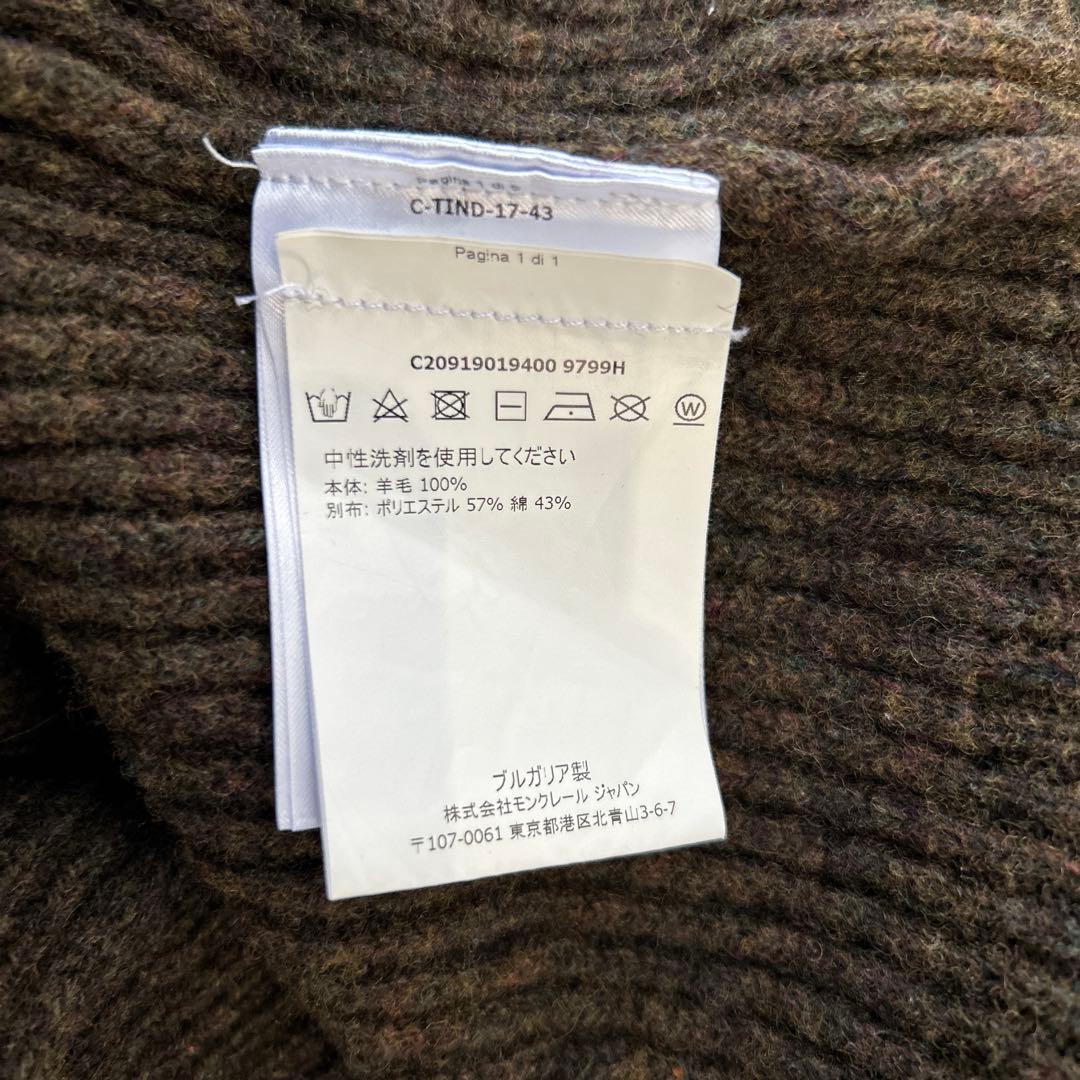 Pagina 1 di
C-TIND-17-43
Pagina 1 di 1
C20919019400 9799H
W
中性洗剤を使用してください
本体: 羊毛 100%
別布: ポリエステル 57% 綿 43%
ブルガリア製
株式会社モンクレール ジャパン
〒107-0061 東京都港区北青山3-6-7